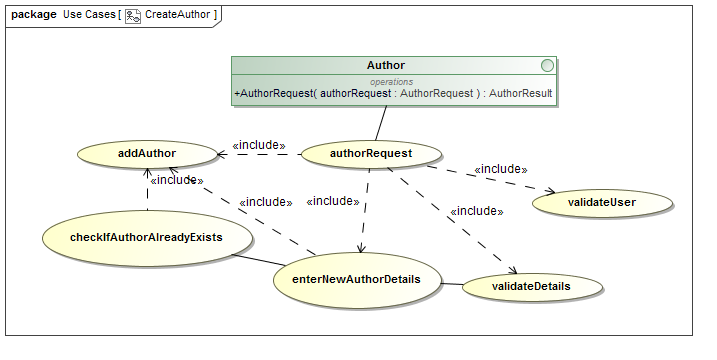 package Use Cases [ CreateAuthor ]
Author
operations
+AuthorRequest( authorRequest : AuthorRequest ) : AuthorResult
«include»
addAuthor
authorRequest
«include»
«include»
«include»
«include»
«include»
validateUser
checkIfAuthorAlreadyExists
enterNewAuthorDetails
validateDetails